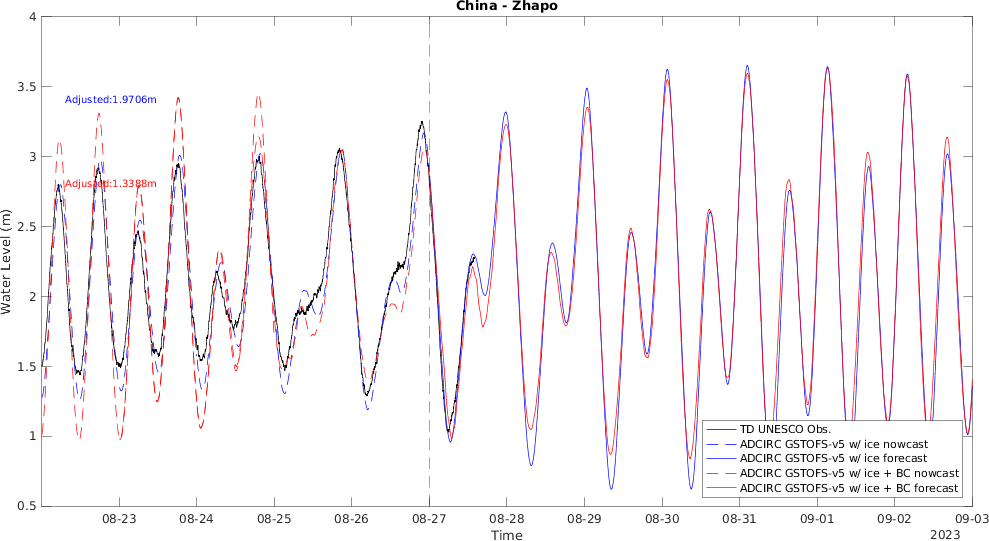 China - Zhapo
Water Level (m)
4
3.5
3
2.5
2
1.5
1
0.5
Adjusted:1.9706m
Adjusted:1.3388m
TD UNESCO Obs.
ADCIRC GSTOFS-v5 w/ ice nowcast
ADCIRC GSTOFS-v5 w/ ice forecast
ADCIRC GSTOFS-v5 w/ ice + BC nowcast
ADCIRC GSTOFS-v5 w/ ice + BC forecast
08-23 08-24 08-25 08-26 08-27 08-28 08-29 08-30 08-31 09-01 09-02 09-03
Time
2023